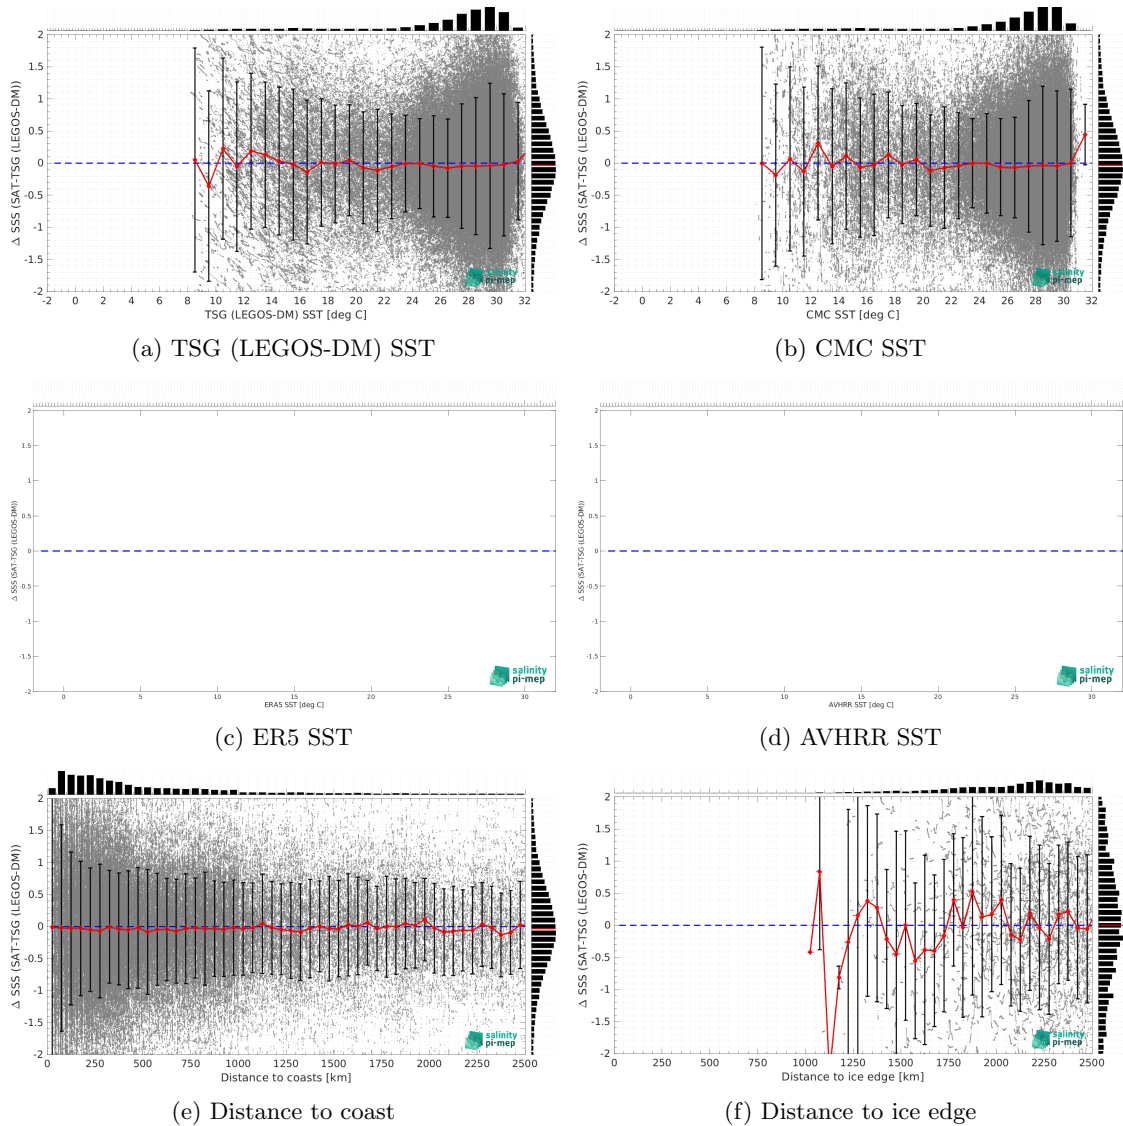 2
1.5
1
0.5
0
-0.5
-1
-1.5
-2
Δ SSS (SAT-TSG (LEGOS-DM))
salinity
pi-mep
-2 0 2 4 6 8 10 12 14 16 18 20 22 24 26 28 30 32
TSG (LEGOS-DM) SST [deg C]
(a) TSG (LEGOS-DM) SST
2
1.5
1
0.5
0
-0.5
-1
-1.5
-2
Δ SSS (SAT-TSG (LEGOS-DM))
salinity
pi-mep
-2 0 2 4 6 8 10 12 14 16 18 20 22 24 26 28 30 32
CMC SST [deg C]
(b) CMC SST
2
1.5
1
0.5
0
-0.5
-1
-1.5
-2
Δ SSS (SAT-TSG (LEGOS-DM))
salinity
pi-mep
0 5 10 15 20 25 30
ERA5 SST [deg C]
(c) ER5 SST
2
1.5
1
0.5
0
-0.5
-1
-1.5
-2
Δ SSS (SAT-TSG (LEGOS-DM))
salinity
pi-mep
0 5 10 15 20 25 30
AVHRR SST [deg C]
(d) AVHRR SST
2
1.5
1
0.5
0
-0.5
-1
-1.5
-2
Δ SSS (SAT-TSG (LEGOS-DM))
salinity
pi-mep
0 250 500 750 1000 1250 1500 1750 2000 2250 2500
Distance to coasts [km]
(e) Distance to coast
2
1.5
1
0.5
0
-0.5
-1
-1.5
-2
Δ SSS (SAT-TSG (LEGOS-DM))
salinity
pi-mep
0 250 500 750 1000 1250 1500 1750 2000 2250 2500
Distance to ice edge [km]
(f) Distance to ice edge